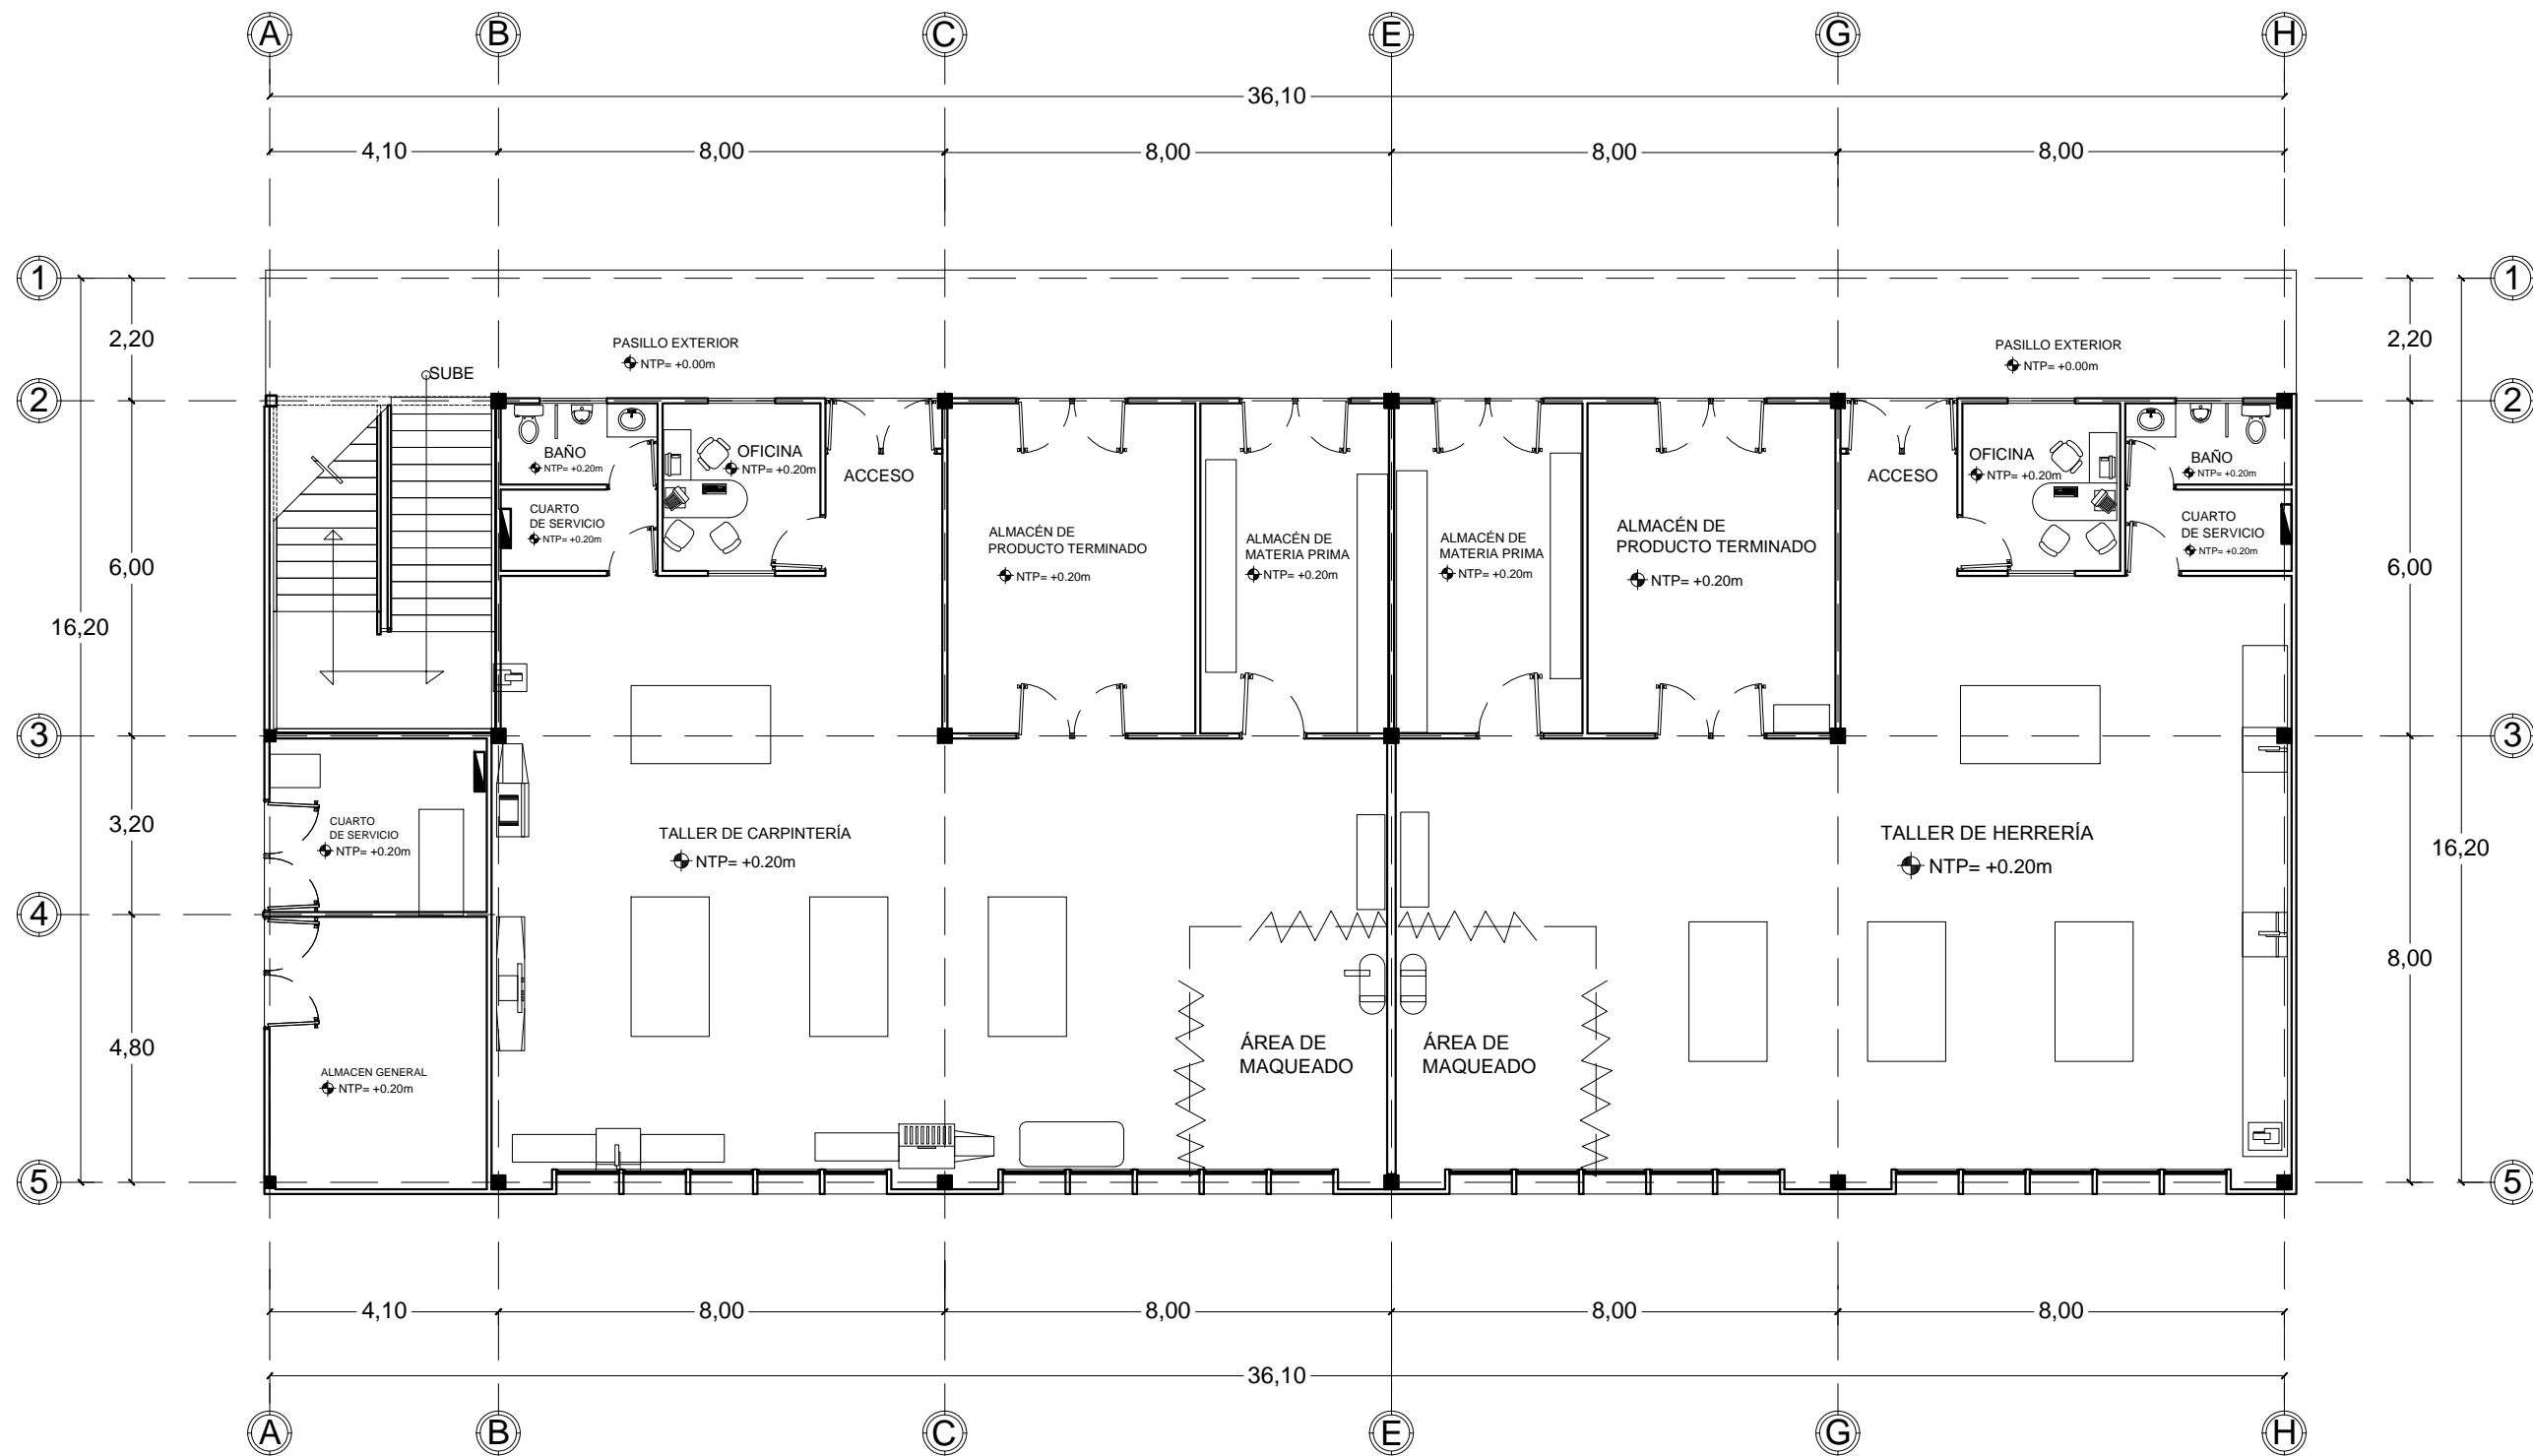 A B C E G H
36,10
4,10 8,00 8,00 8,00 8,00
1 1
2,20 2,20
PASILLO EXTERIOR
NTP= +0.00m
PASILLO EXTERIOR
NTP= +0.00m
SUBE
2 2
BAÑO
NTP= +0.20m
OFICINA
NTP= +0.20m
ACCESO
ACCESO
OFICINA
NTP= +0.20m
BAÑO
NTP= +0.20m
CUARTO
DE SERVICIO
NTP= +0.20m
ALMACÉN DE
PRODUCTO TERMINADO
NTP= +0.20m
ALMACÉN DE
MATERIA PRIMA
NTP= +0.20m
ALMACÉN DE
MATERIA PRIMA
NTP= +0.20m
ALMACÉN DE
PRODUCTO TERMINADO
NTP= +0.20m
CUARTO
DE SERVICIO
NTP= +0.20m
6,00 6,00
16,20
3 3
3,20
CUARTO
DE SERVICIO
NTP= +0.20m
TALLER DE CARPINTERÍA
NTP= +0.20m
TALLER DE HERRERÍA
NTP= +0.20m
16,20
4
8,00
4,80
ÁREA DE
MAQUEADO
ÁREA DE
MAQUEADO
ALMACEN GENERAL
NTP= +0.20m
5 5
4,10 8,00 8,00 8,00 8,00
36,10
A B C E G H